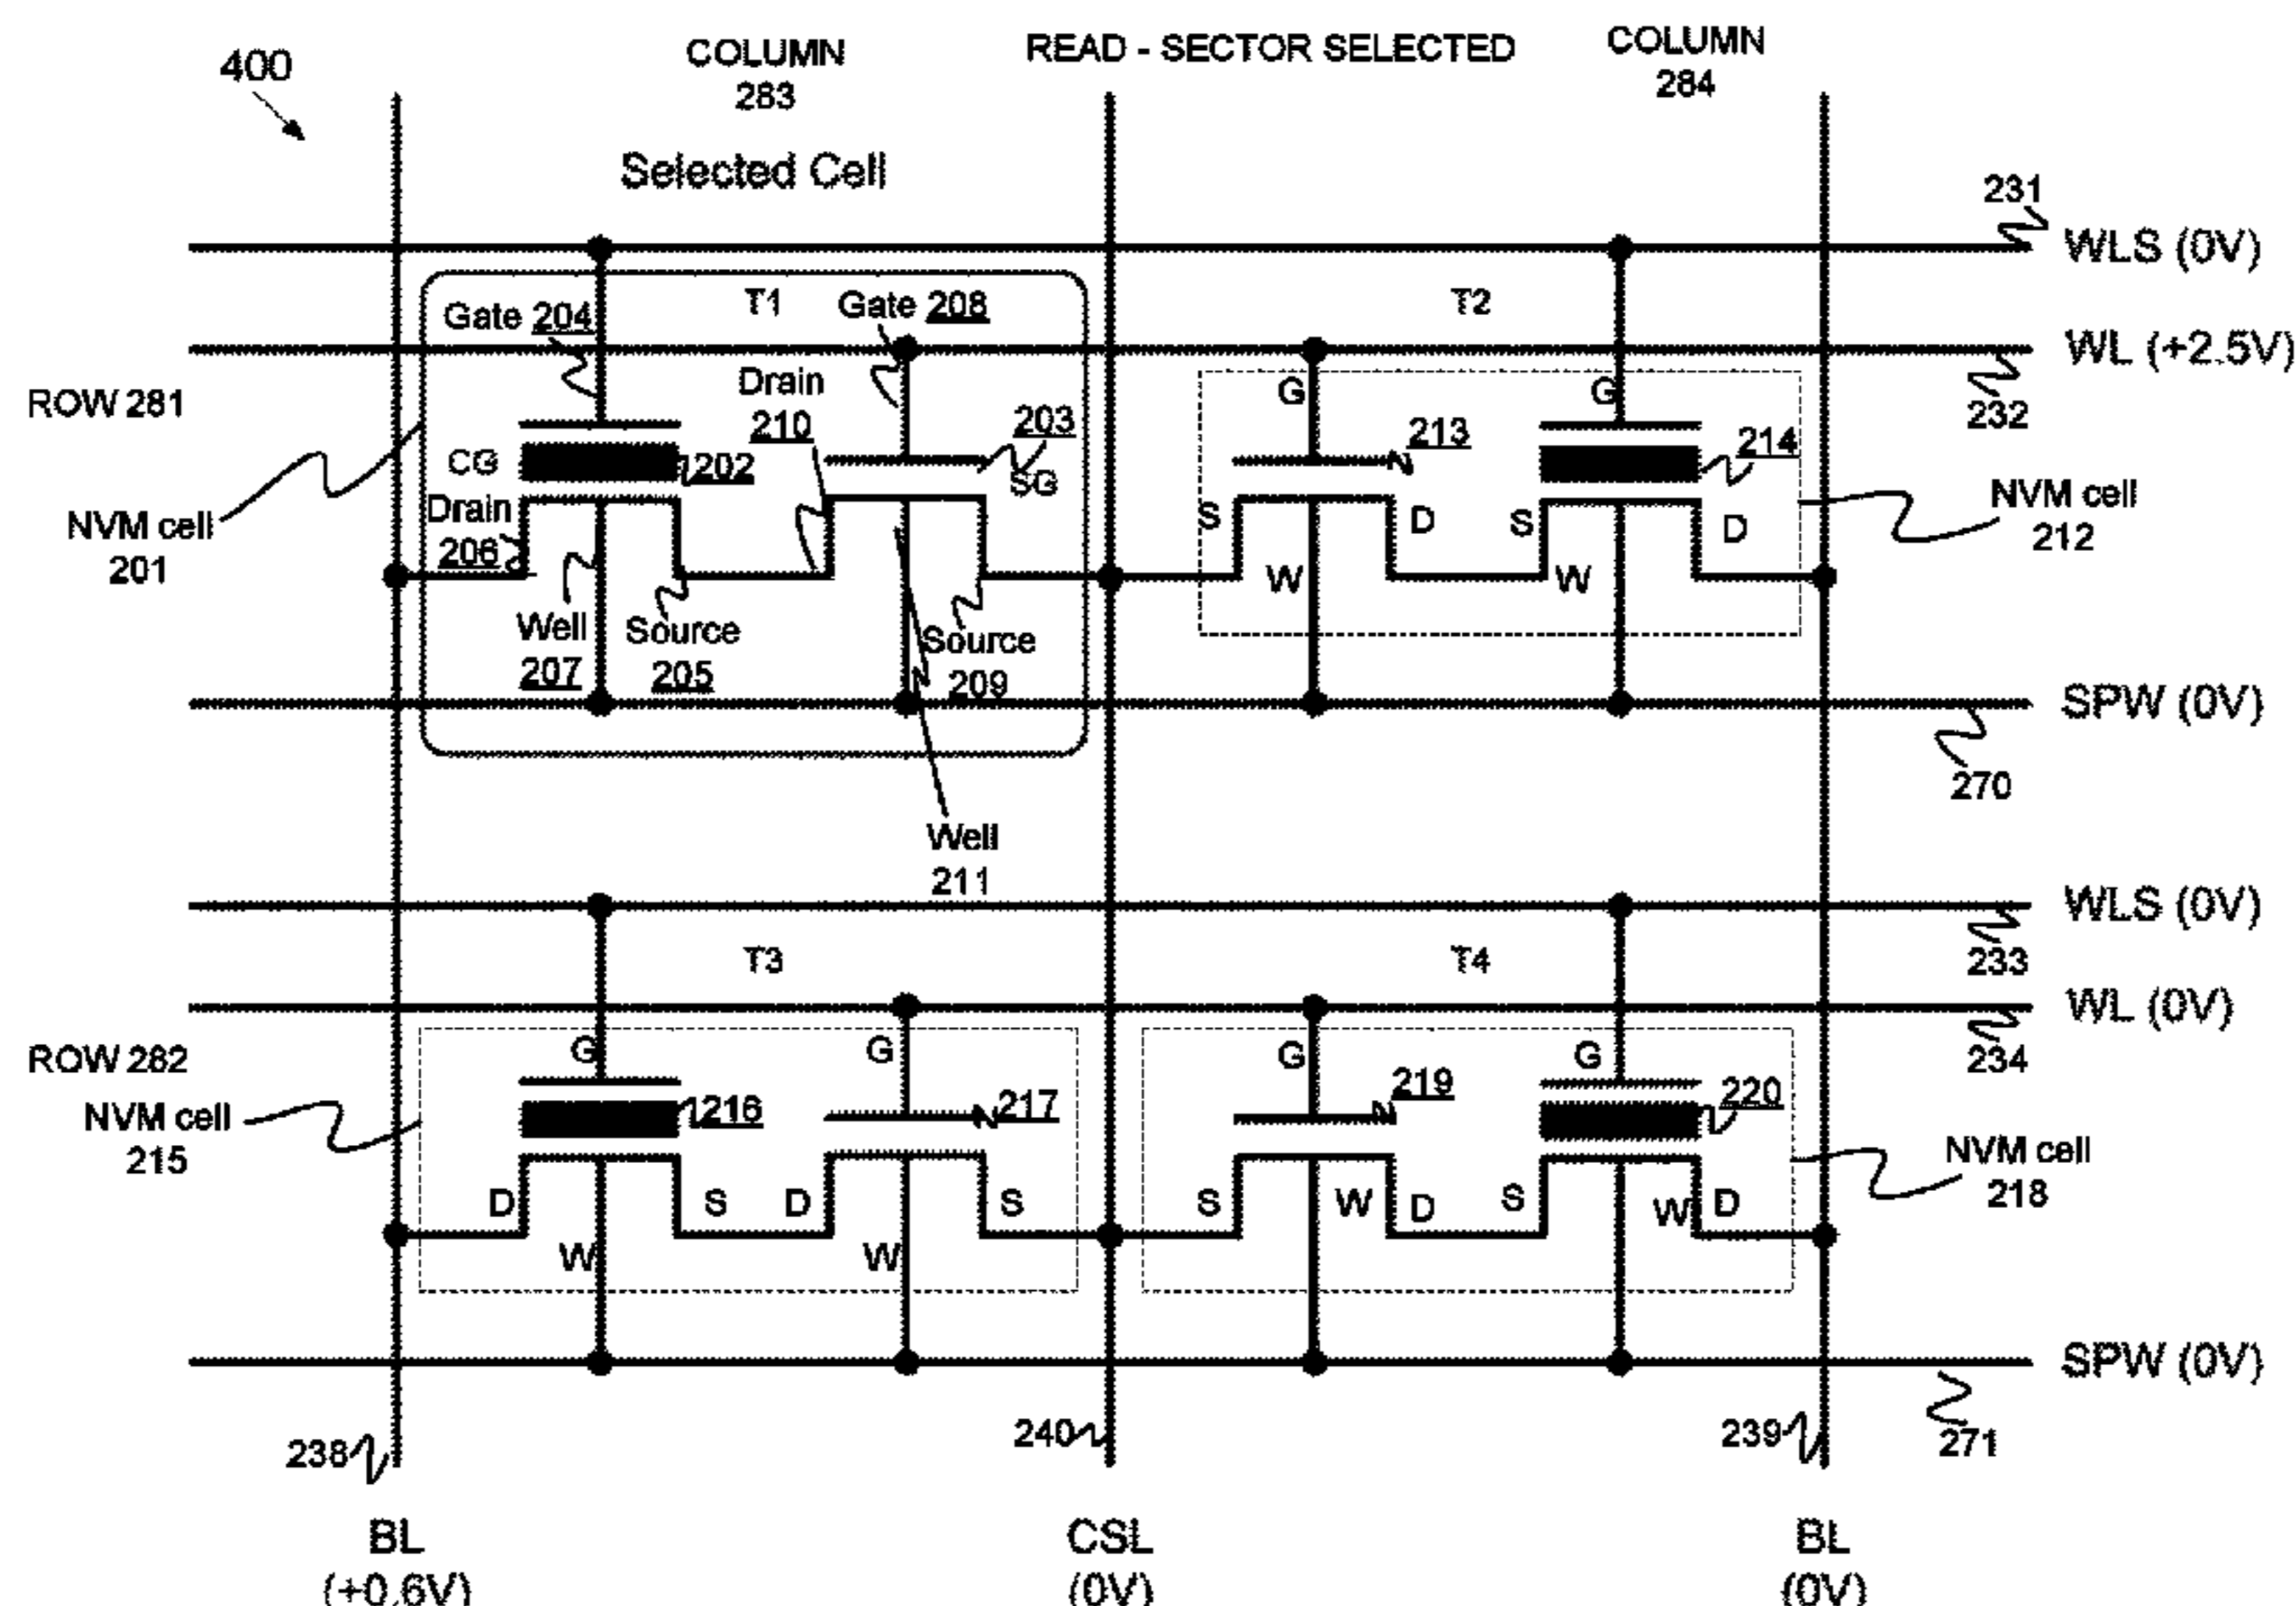 400
COLUMN
283
READ - SECTOR SELECTED
COLUMN
284
Selected Cell
231
WLS (0V)
Gate 204
T1
Gate 208
T2
WL (+2.5V)
232
ROW 281
Drain
210
G
G
CG
202
203
SG
213
214
NVM cell
201
Drain
206
S
D
S
D
NVM cell
212
W
W
Well
207
Source
205
Source
209
SPW (0V)
270
Well
211
WLS (0V)
233
T3
T4
WL (0V)
234
ROW 282
G
G
G
G
NVM cell
215
216
217
219
220
NVM cell
218
D
S
D
S
S
W
D
S
W
D
W
W
SPW (0V)
271
238
240
239
BL
(+0.6V)
CSL
(0V)
BL
(0V)